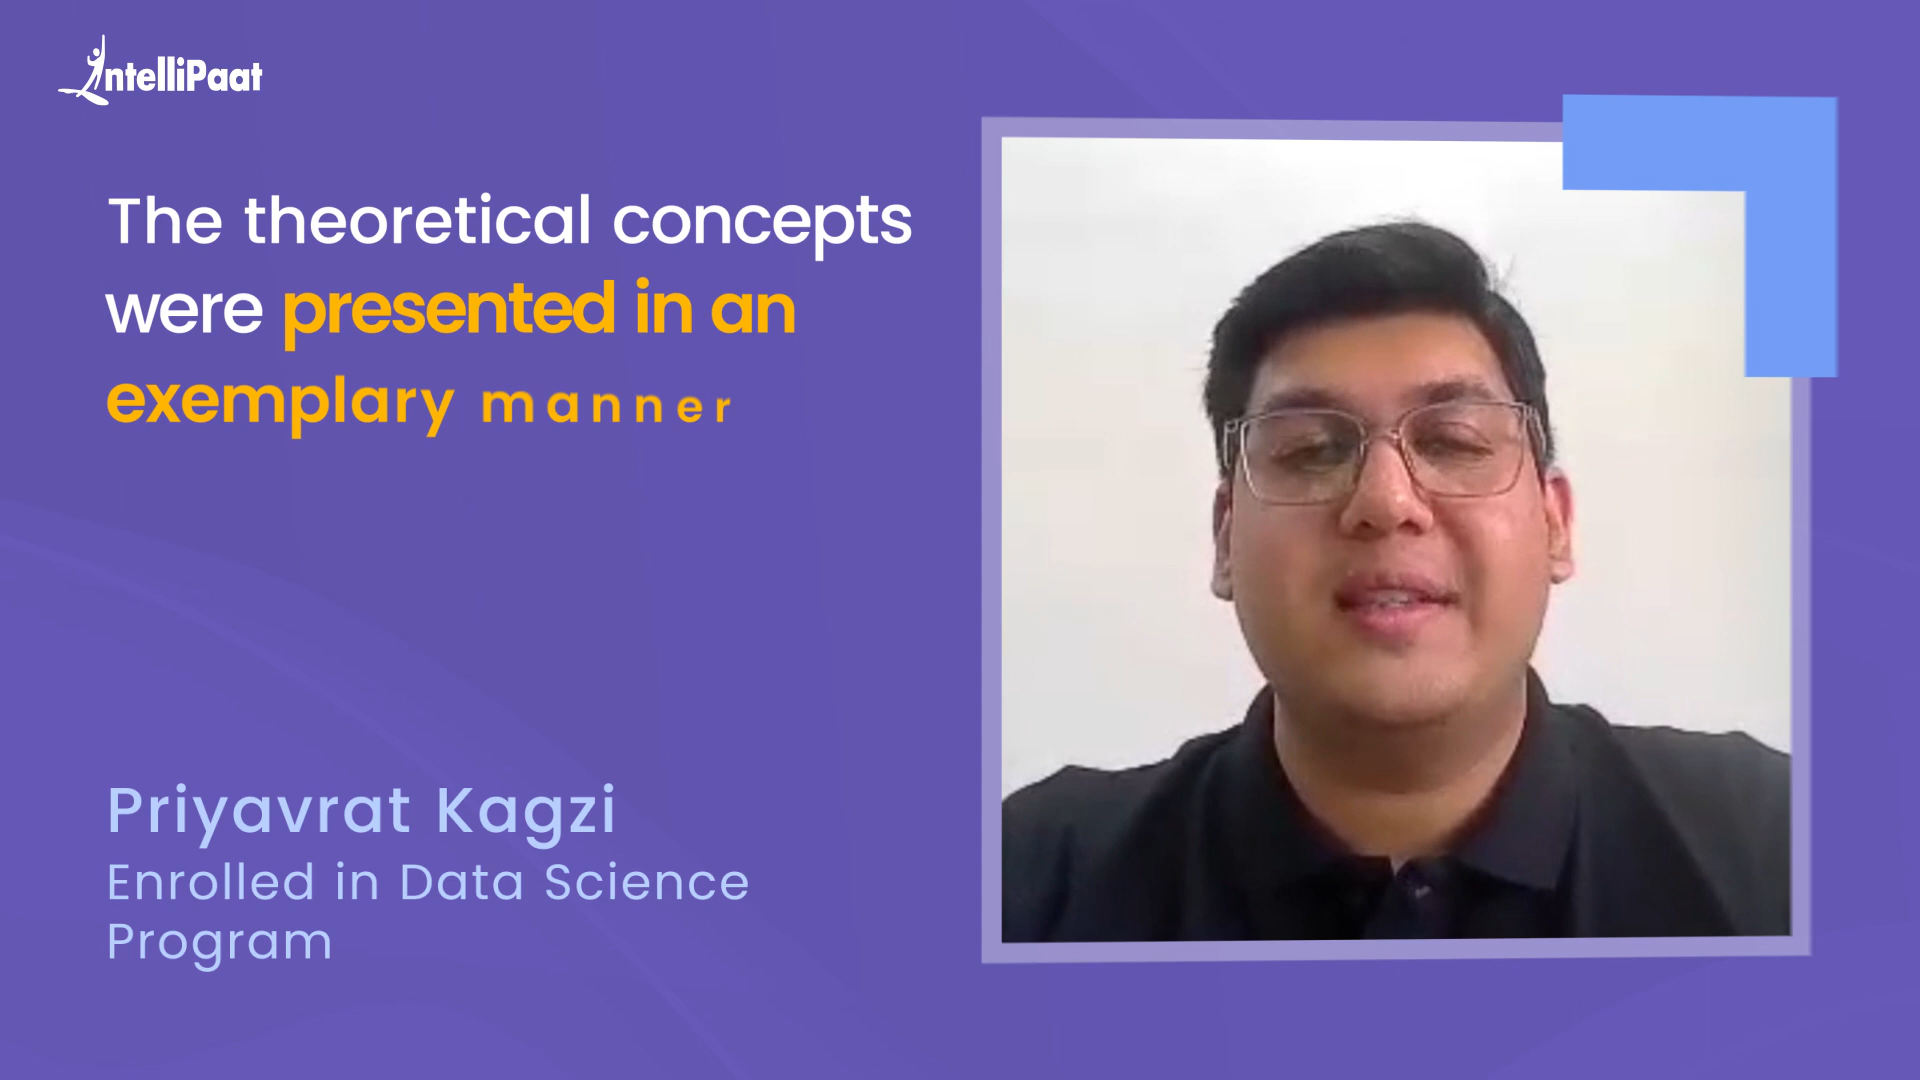 IntelliPaat
The theoretical concepts
were presented in an
exemplary manner
Priyavrat Kagzi
Enrolled in Data Science
Program